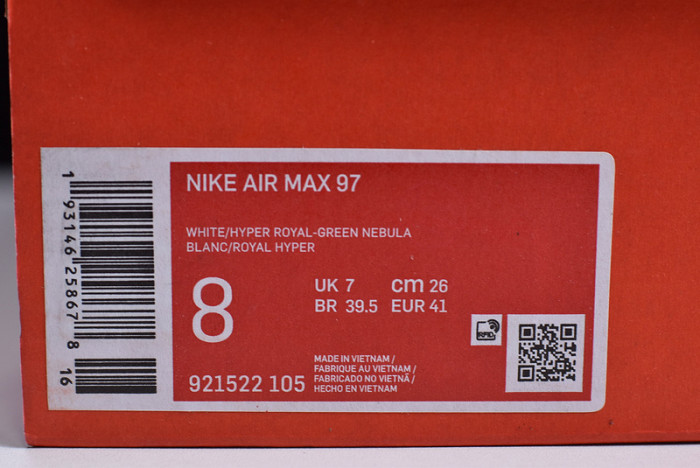 NIKE AIR MAX 97
WHITE/HYPER ROYAL-GREEN NEBULA
BLANC/ROYAL HYPER
8
UK 7 cm 26
BR 39.5 EUR 41
921522 105
MADE IN VIETNAM /
FABRIQUE AU VIETNAM /
FABRICADO NO VIETNÃ /
HECHO EN VIETNAM
1 93146 25867 8
16